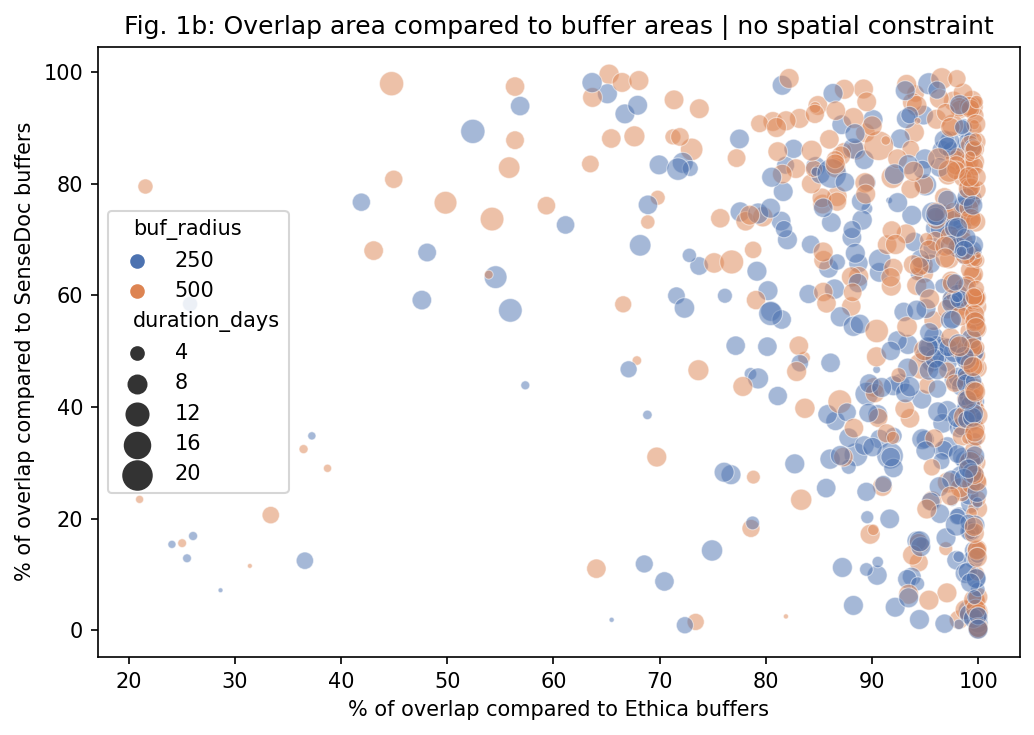 Fig. 1b: Overlap area compared to buffer areas | no spatial constraint
% of overlap compared to SenseDoc buffers
100
80
60
40
20
0
buf_radius
250
500
duration_days
4
8
12
16
20
20 30 40 50 60 70 80 90 100
% of overlap compared to Ethica buffers